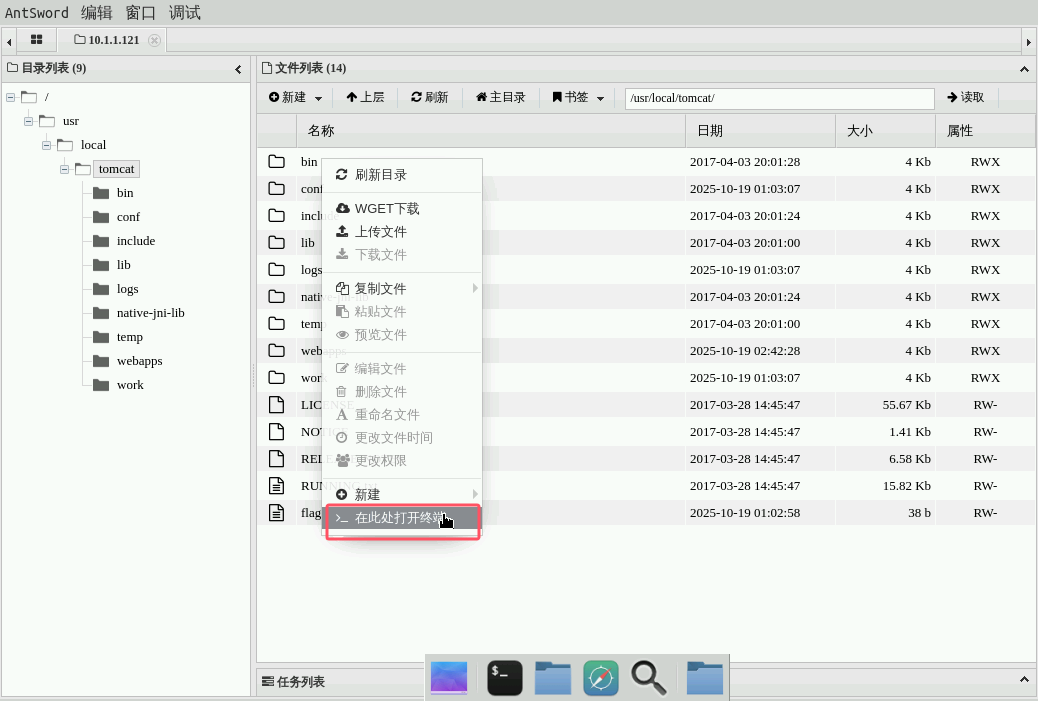 AntSword 编辑 窗口 调试
10.1.1.121
目录列表 (9)
/
usr
local
tomcat
bin
conf
include
lib
logs
native-jni-lib
temp
webapps
work
文件列表 (14)
新建 上层 刷新 主目录 书签 /usr/local/tomcat/ 读取
名称 日期 大小 属性
bin 2017-04-03 20:01:28 4 Kb RWX
conf 2025-10-19 01:03:07 4 Kb RWX
include 2017-04-03 20:01:24 4 Kb RWX
lib 2017-04-03 20:01:00 4 Kb RWX
logs 2025-10-19 01:03:07 4 Kb RWX
native-jni-lib 2017-04-03 20:01:24 4 Kb RWX
temp 2017-04-03 20:01:00 4 Kb RWX
webapps 2025-10-19 02:42:28 4 Kb RWX
work 2025-10-19 01:03:07 4 Kb RWX
LICENSE 2017-03-28 14:45:47 55.67 Kb RW-
NOTICE 2017-03-28 14:45:47 1.41 Kb RW-
2017-03-28 14:45:47 6.58 Kb RW-
2017-03-28 14:45:47 15.82 Kb RW-
flag 2025-10-19 01:02:58 38 b RW-
刷新目录
WGET下载
上传文件
下载文件
复制文件
粘贴文件
预览文件
编辑文件
删除文件
重命名文件
更改文件时间
更改权限
新建
在此处打开终端
任务列表